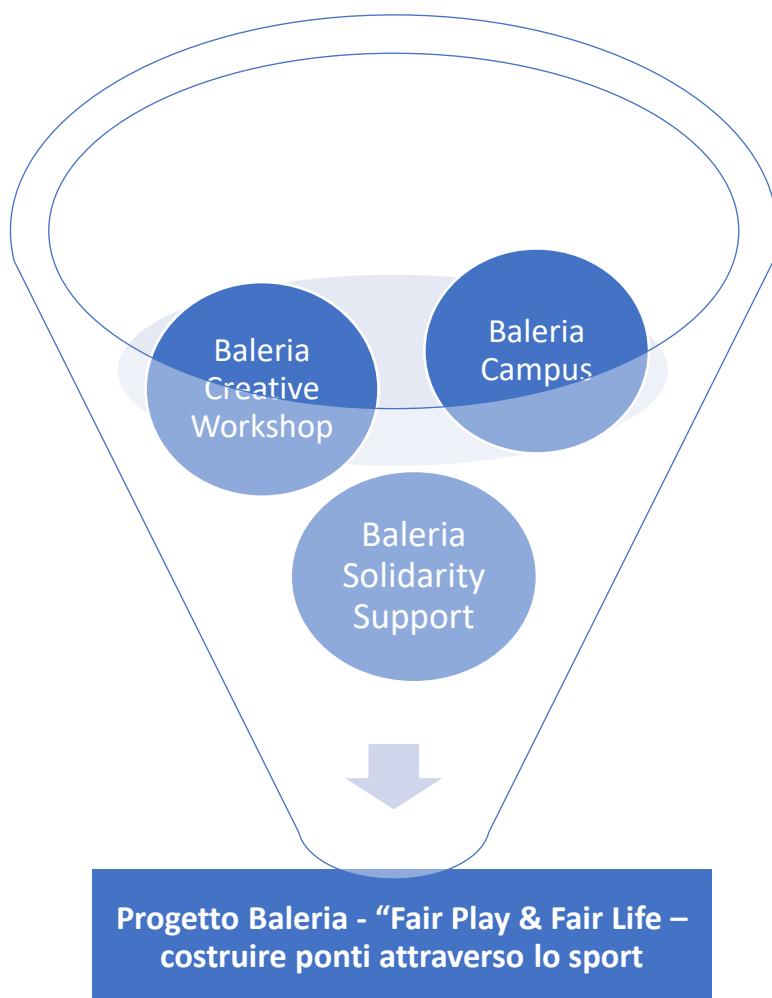 Baleria
Creative
Workshop
Baleria
Campus
Baleria
Solidarity
Support
Progetto Baleria - “Fair Play & Fair Life –
costruire ponti attraverso lo sport